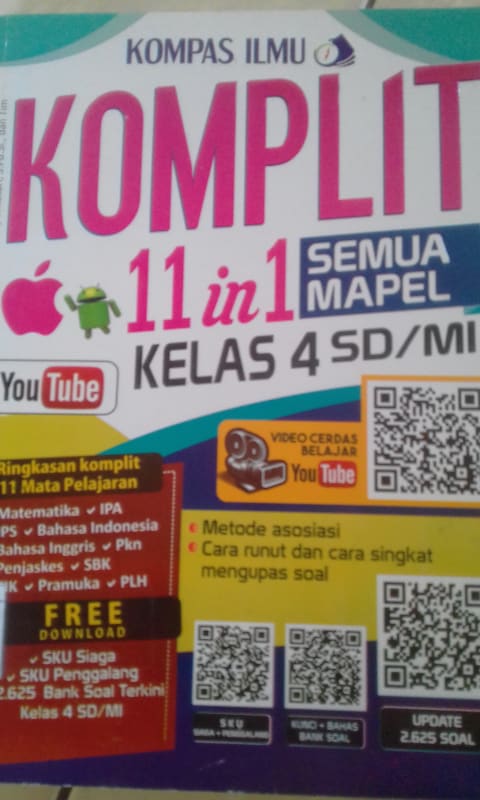 KOMPAS ILMU
KOMPLIT
11 in 1
SEMUA
MAPEL
KELAS 4 SD/MI
YouTube
VIDEO CERDAS
BELAJAR
YouTube
Ringkasan komplit
11 Mata Pelajaran
Matematika ✓ IPA
IPS ✓ Bahasa Indonesia
Bahasa Inggris ✓ Pkn
Penjaskes ✓ SBK
✓ Pramuka ✓ PLH
FREE
DOWNLOAD
✓ SKU Siaga
✓ SKU Penggalang
2.625 Bank Soal Terkini
Kelas 4 SD/MI
• Metode asosiasi
• Cara runut dan cara singkat
mengupas soal
SKU
SIAGA + PENGGALANG
KUNCI + BAHAS
BANK SOAL
UPDATE
2.625 SOAL